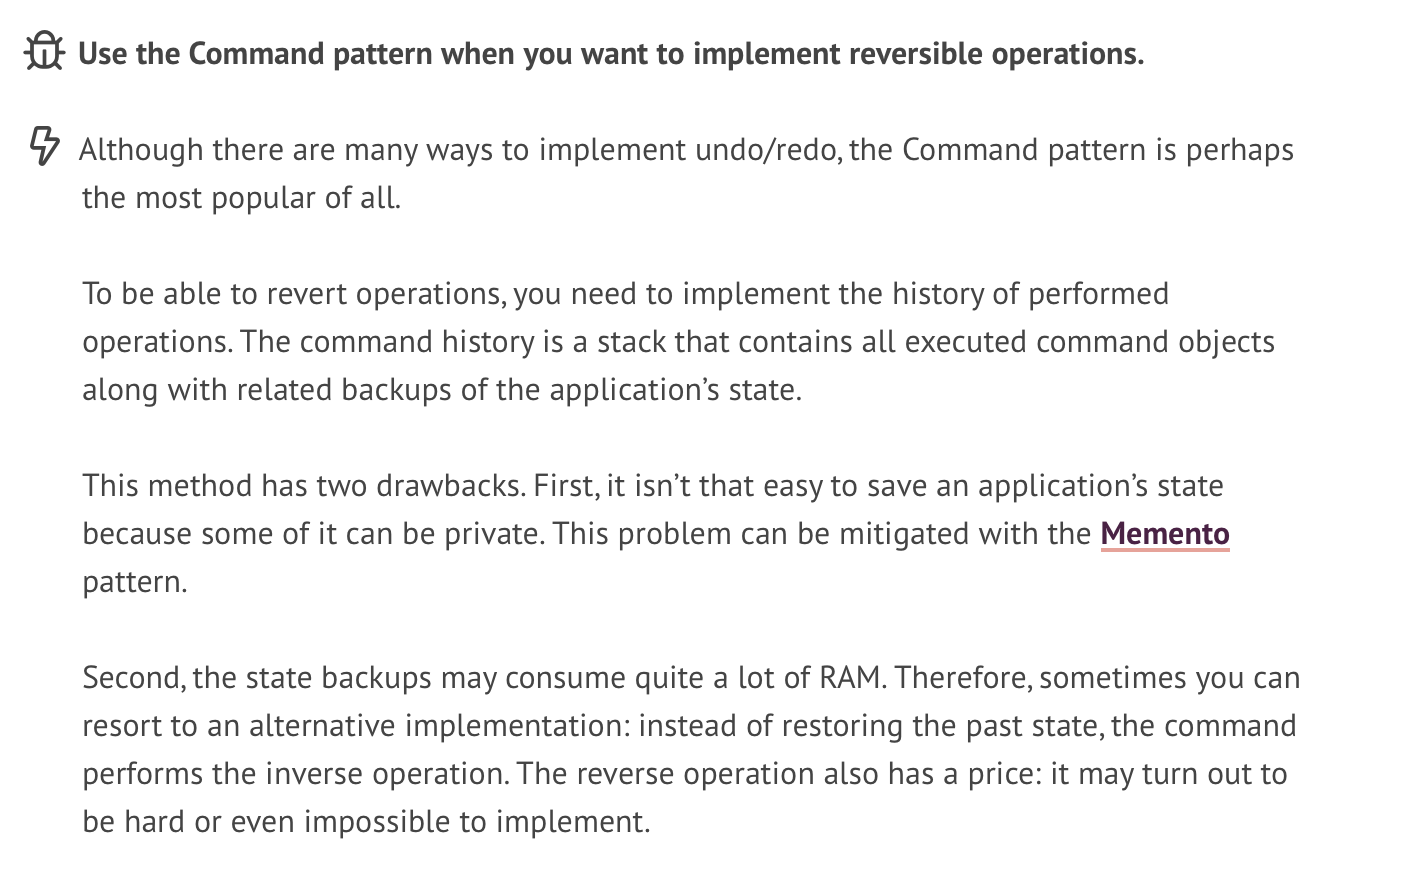 Use the Command pattern when you want to implement reversible operations.
Although there are many ways to implement undo/redo, the Command pattern is perhaps
the most popular of all.
To be able to revert operations, you need to implement the history of performed
operations. The command history is a stack that contains all executed command objects
along with related backups of the application’s state.
This method has two drawbacks. First, it isn’t that easy to save an application’s state
because some of it can be private. This problem can be mitigated with the Memento
pattern.
Second, the state backups may consume quite a lot of RAM. Therefore, sometimes you can
resort to an alternative implementation: instead of restoring the past state, the command
performs the inverse operation. The reverse operation also has a price: it may turn out to
be hard or even impossible to implement.